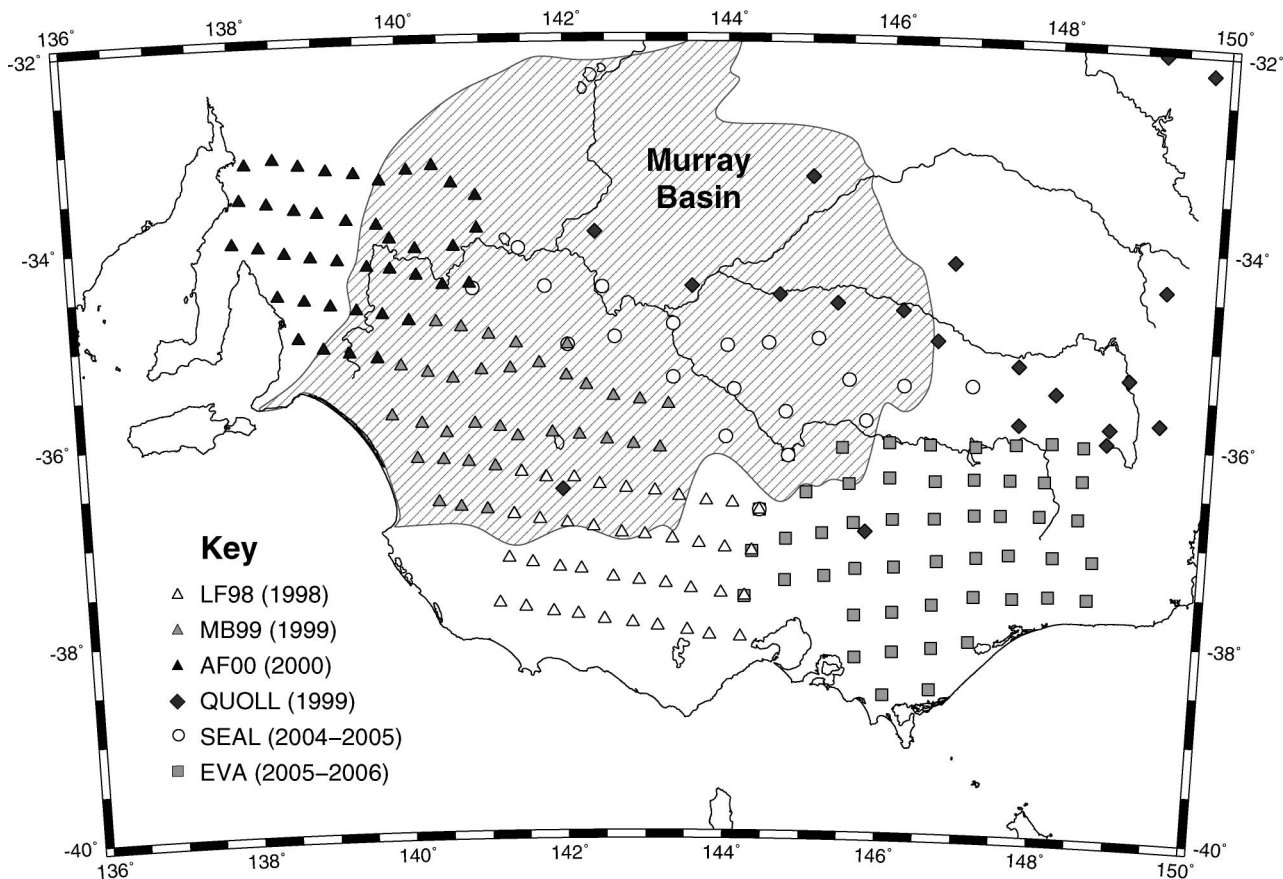 136˚ 138˚ 140˚ 142˚ 144˚ 146˚ 148˚ 150˚
-32˚ -32˚
Murray
Basin
-34˚ -34˚
-36˚ -36˚
Key
LF98 (1998)
MB99 (1999)
-38˚ -38˚
AF00 (2000)
QUOLL (1999)
SEAL (2004–2005)
EVA (2005–2006)
-40˚ -40˚
136˚ 138˚ 140˚ 142˚ 144˚ 146˚ 148˚ 150˚